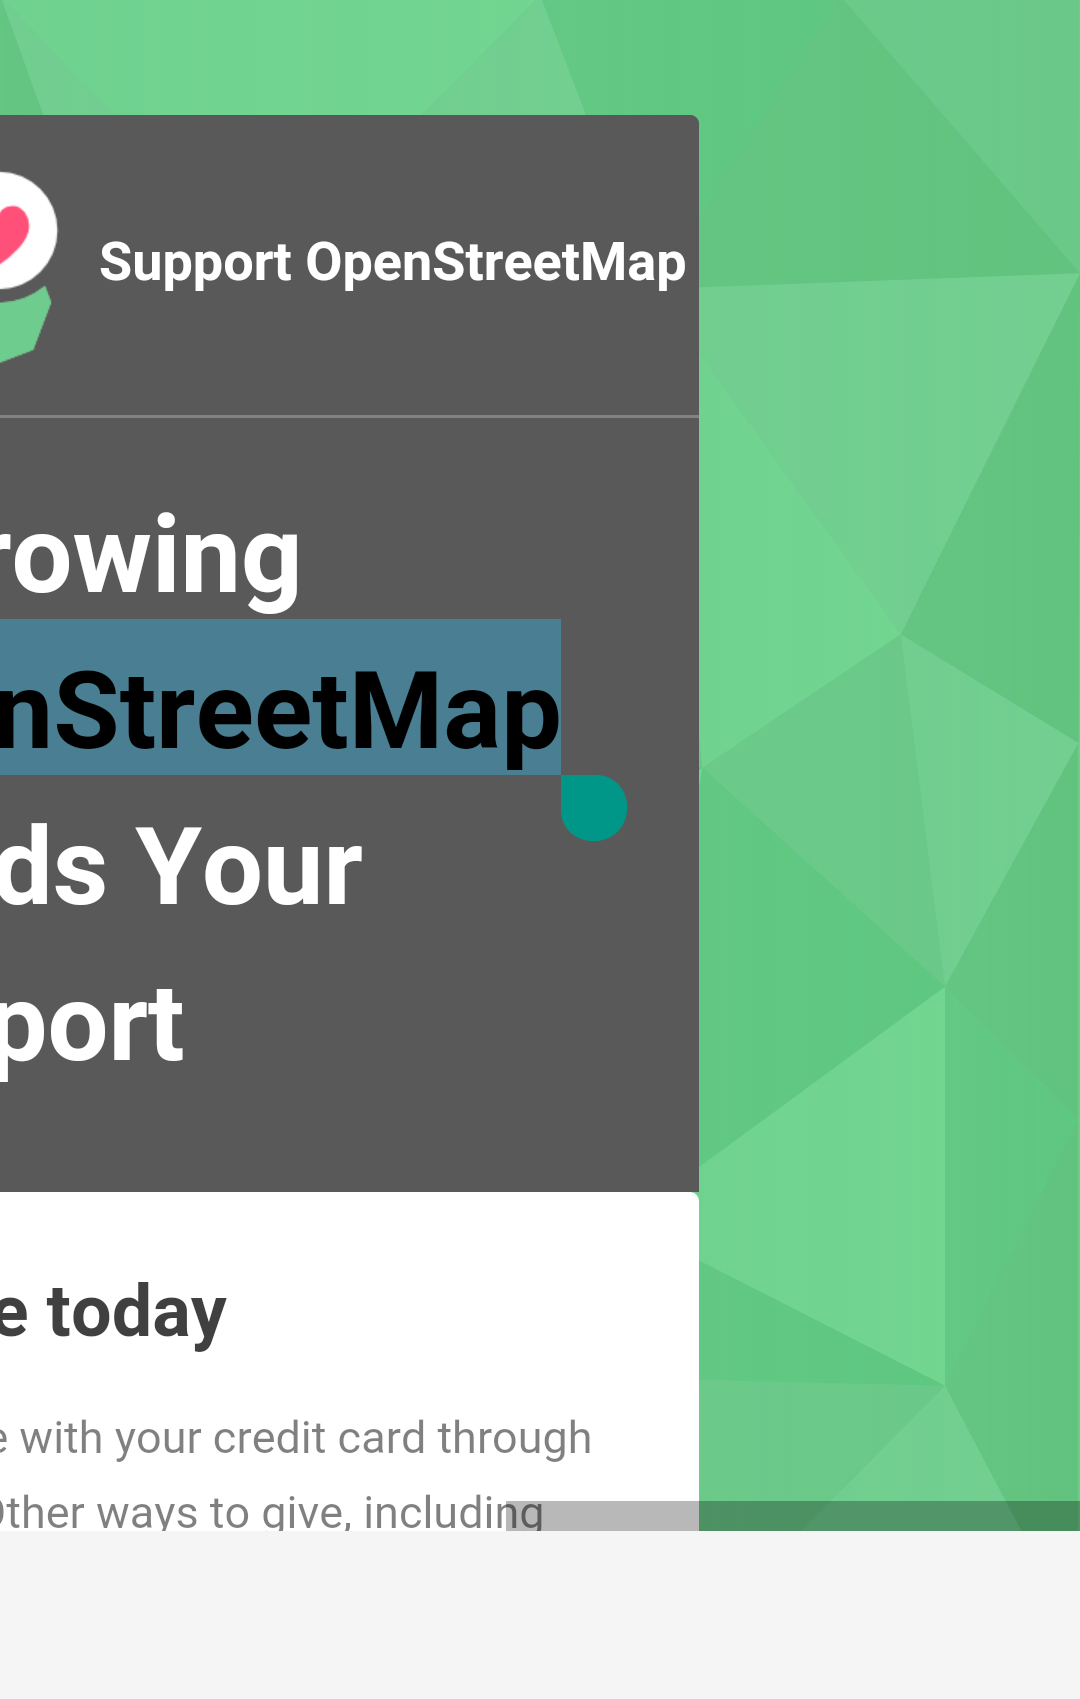 Support OpenStreetMap
rowing
nStreetMap
ds Your
port
e today
e with your credit card through
Other ways to give, including